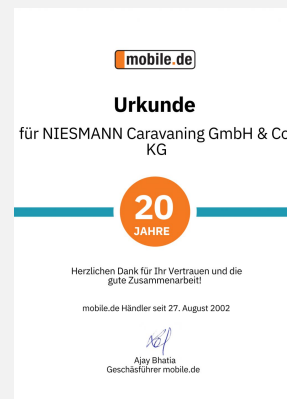 mobile.de
Urkunde
für NIESMANN Caravaning GmbH & Co
KG
20
JAHRE
Herzlichen Dank für Ihr Vertrauen und die
gute Zusammenarbeit!
mobile.de Händler seit 27. August 2002
Ajay Bhatia
Geschäsführer mobile.de